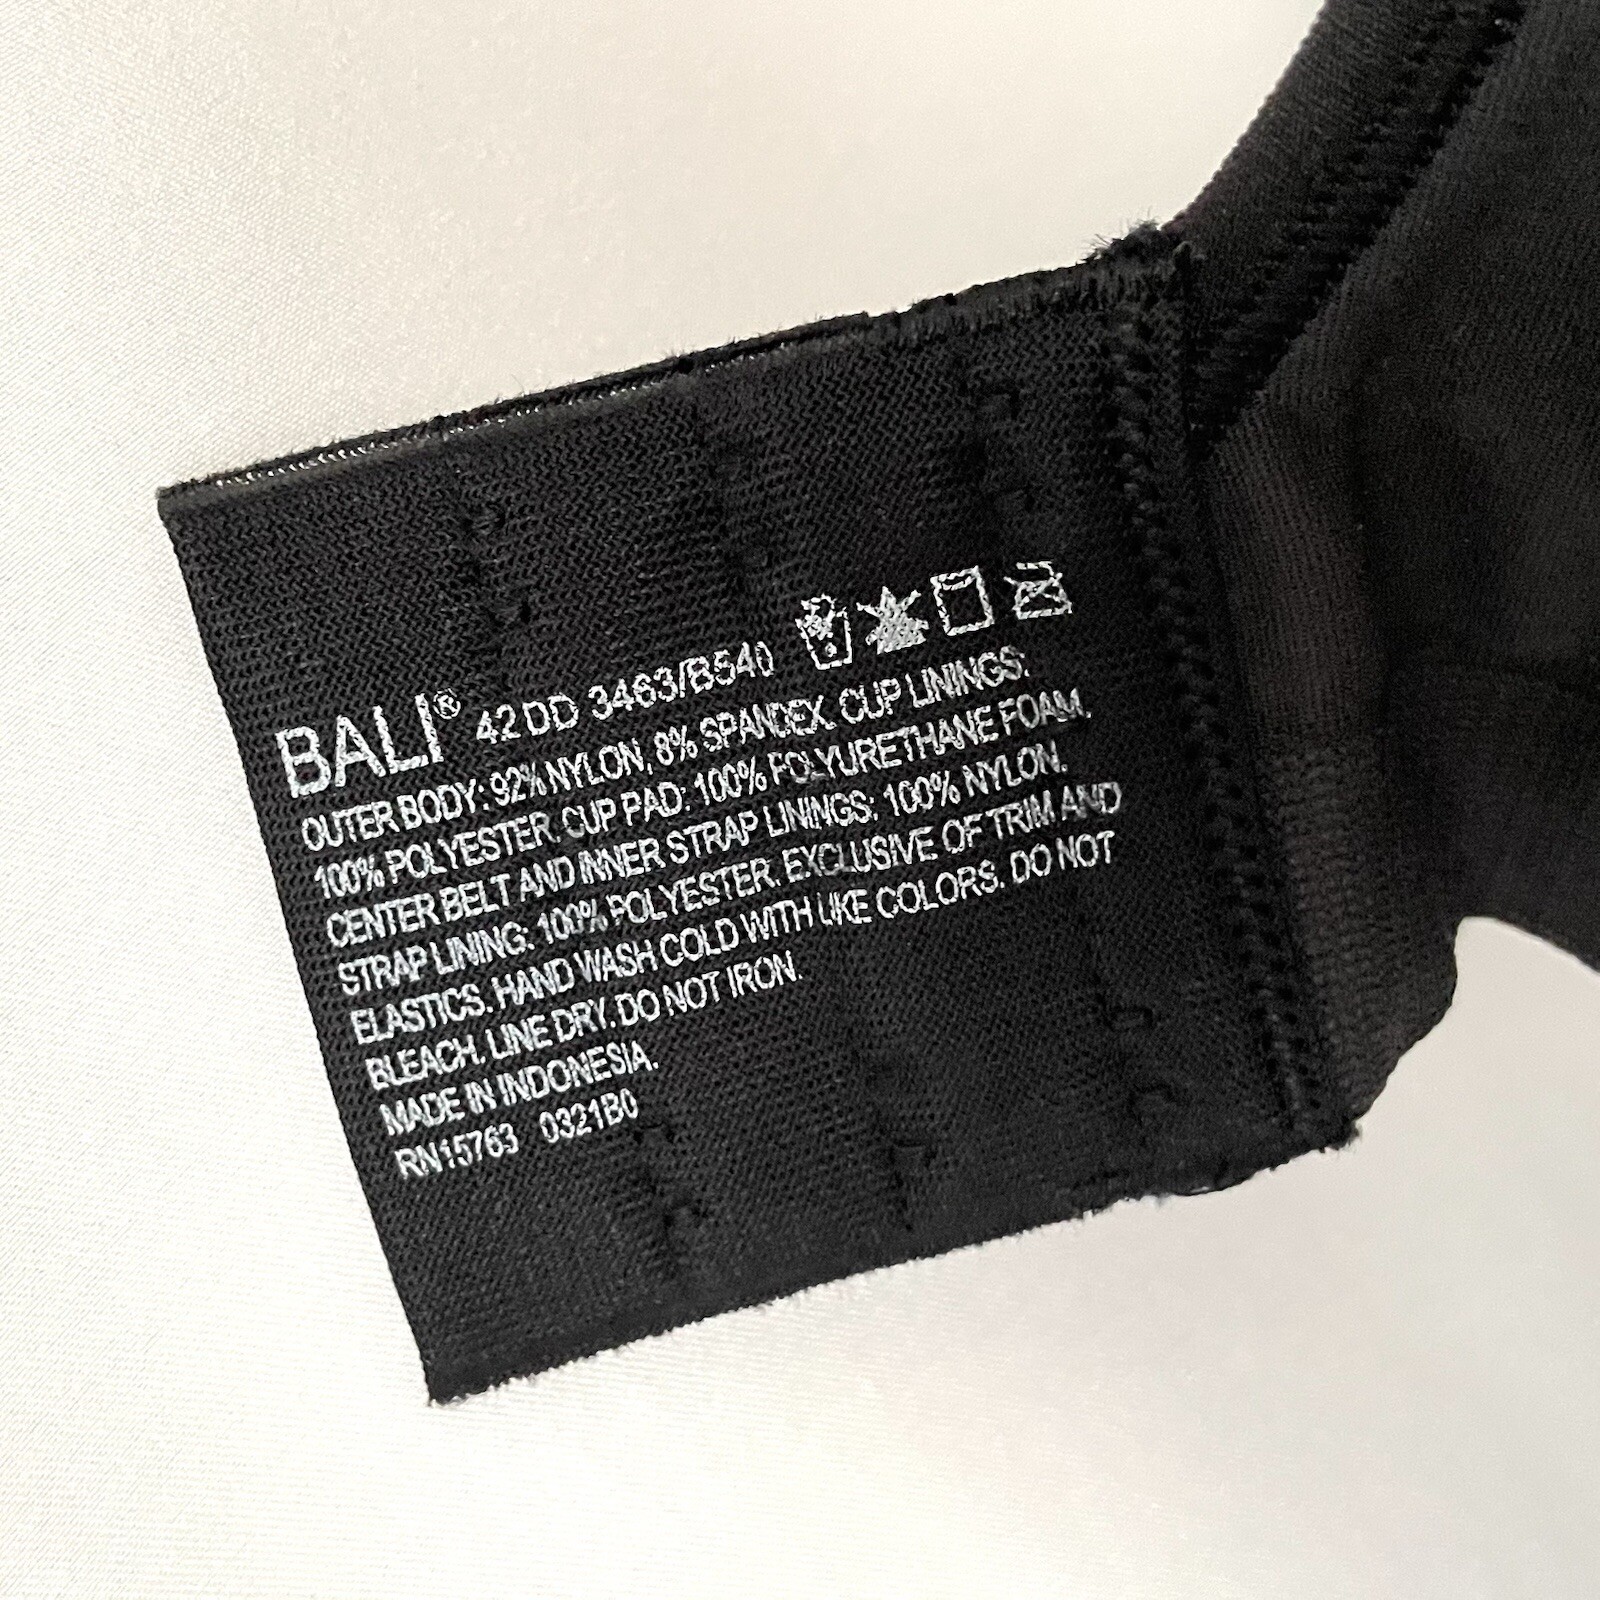 BALI® 42DD 3463/B540
OUTER BODY: 92% NYLON, 8% SPANDEX. CUP LININGS:
100% POLYESTER. CUP PAD: 100% POLYURETHANE FOAM.
CENTER BELT AND INNER STRAP LININGS: 100% NYLON.
STRAP LINING: 100% POLYESTER. EXCLUSIVE OF TRIM AND
ELASTICS. HAND WASH COLD WITH LIKE COLORS. DO NOT
BLEACH. LINE DRY. DO NOT IRON.
MADE IN INDONESIA.
RN15763 0321B0